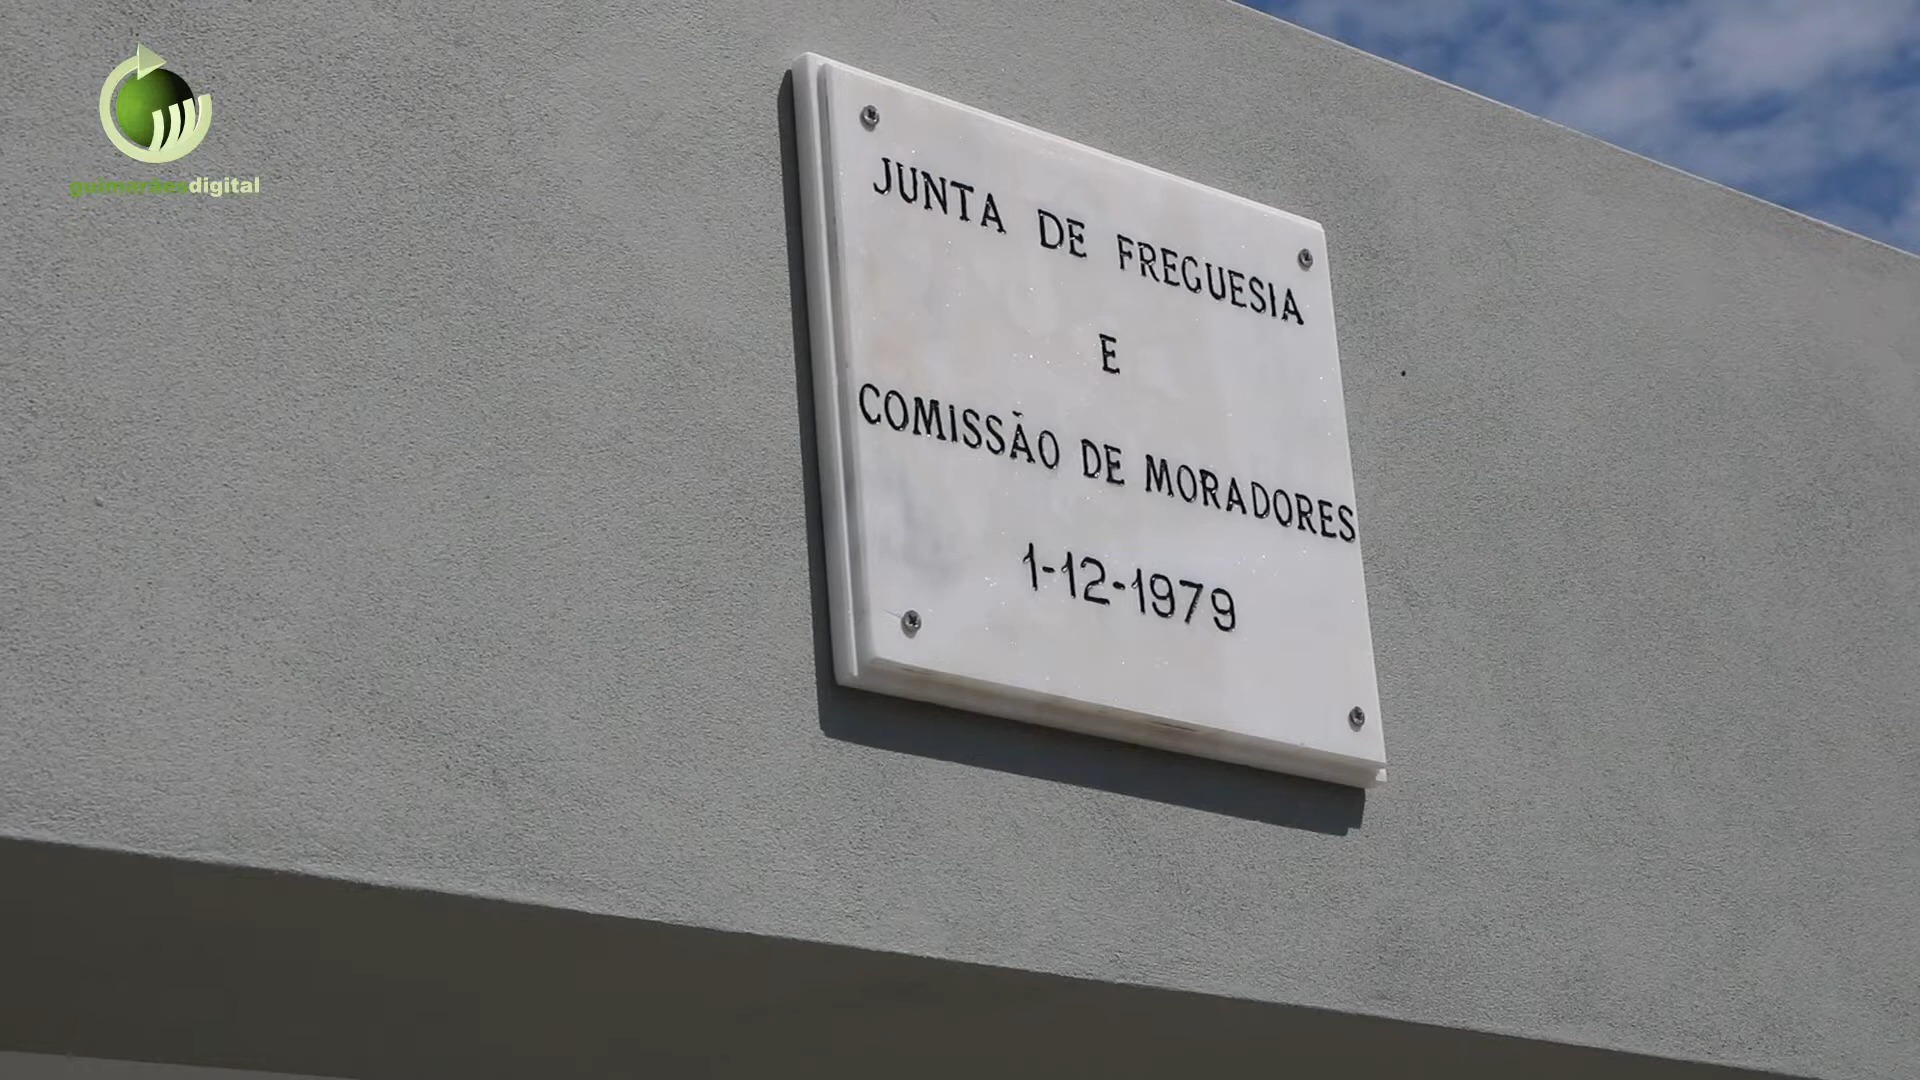 guimarãesdigital
JUNTA DE FREGUESIA
E
COMISSÃO DE MORADORES
1-12-1979